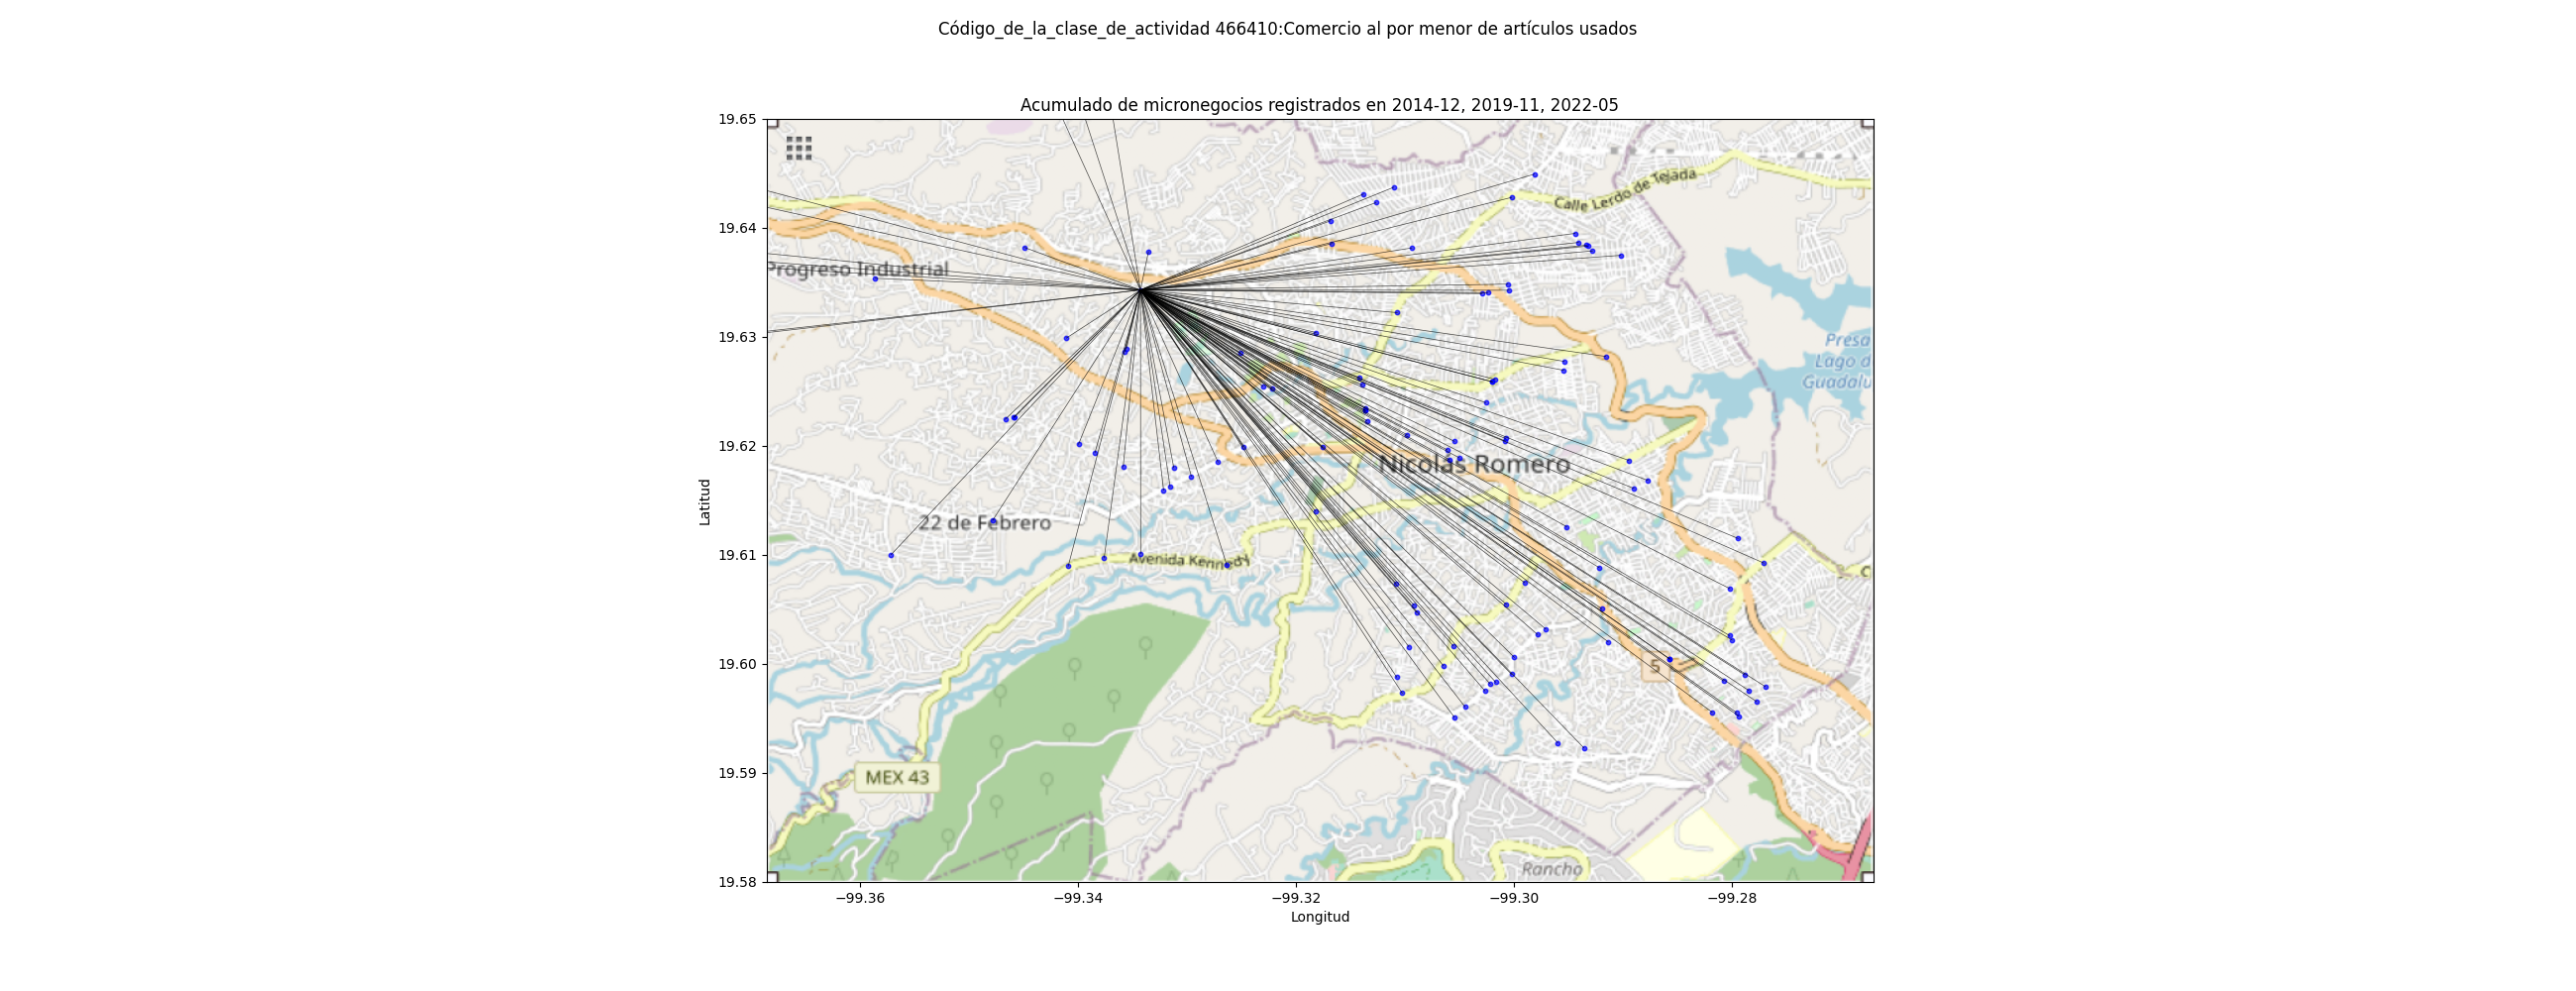 Código_de_la_clase_de_actividad 466410:Comercio al por menor de artículos usados
Acumulado de micronegocios registrados en 2014-12, 2019-11, 2022-05
19.65
19.64
19.63
19.62
19.61
19.60
19.59
19.58
Latitud
Calle Lerdo de Tejada
Progreso Industrial
Presa
Lago d
Guadalu
Nicolás Romero
22 de Febrero
Avenida Kennedy
C
5
MEX 43
Rancho
−99.36
−99.34
−99.32
−99.30
−99.28
Longitud